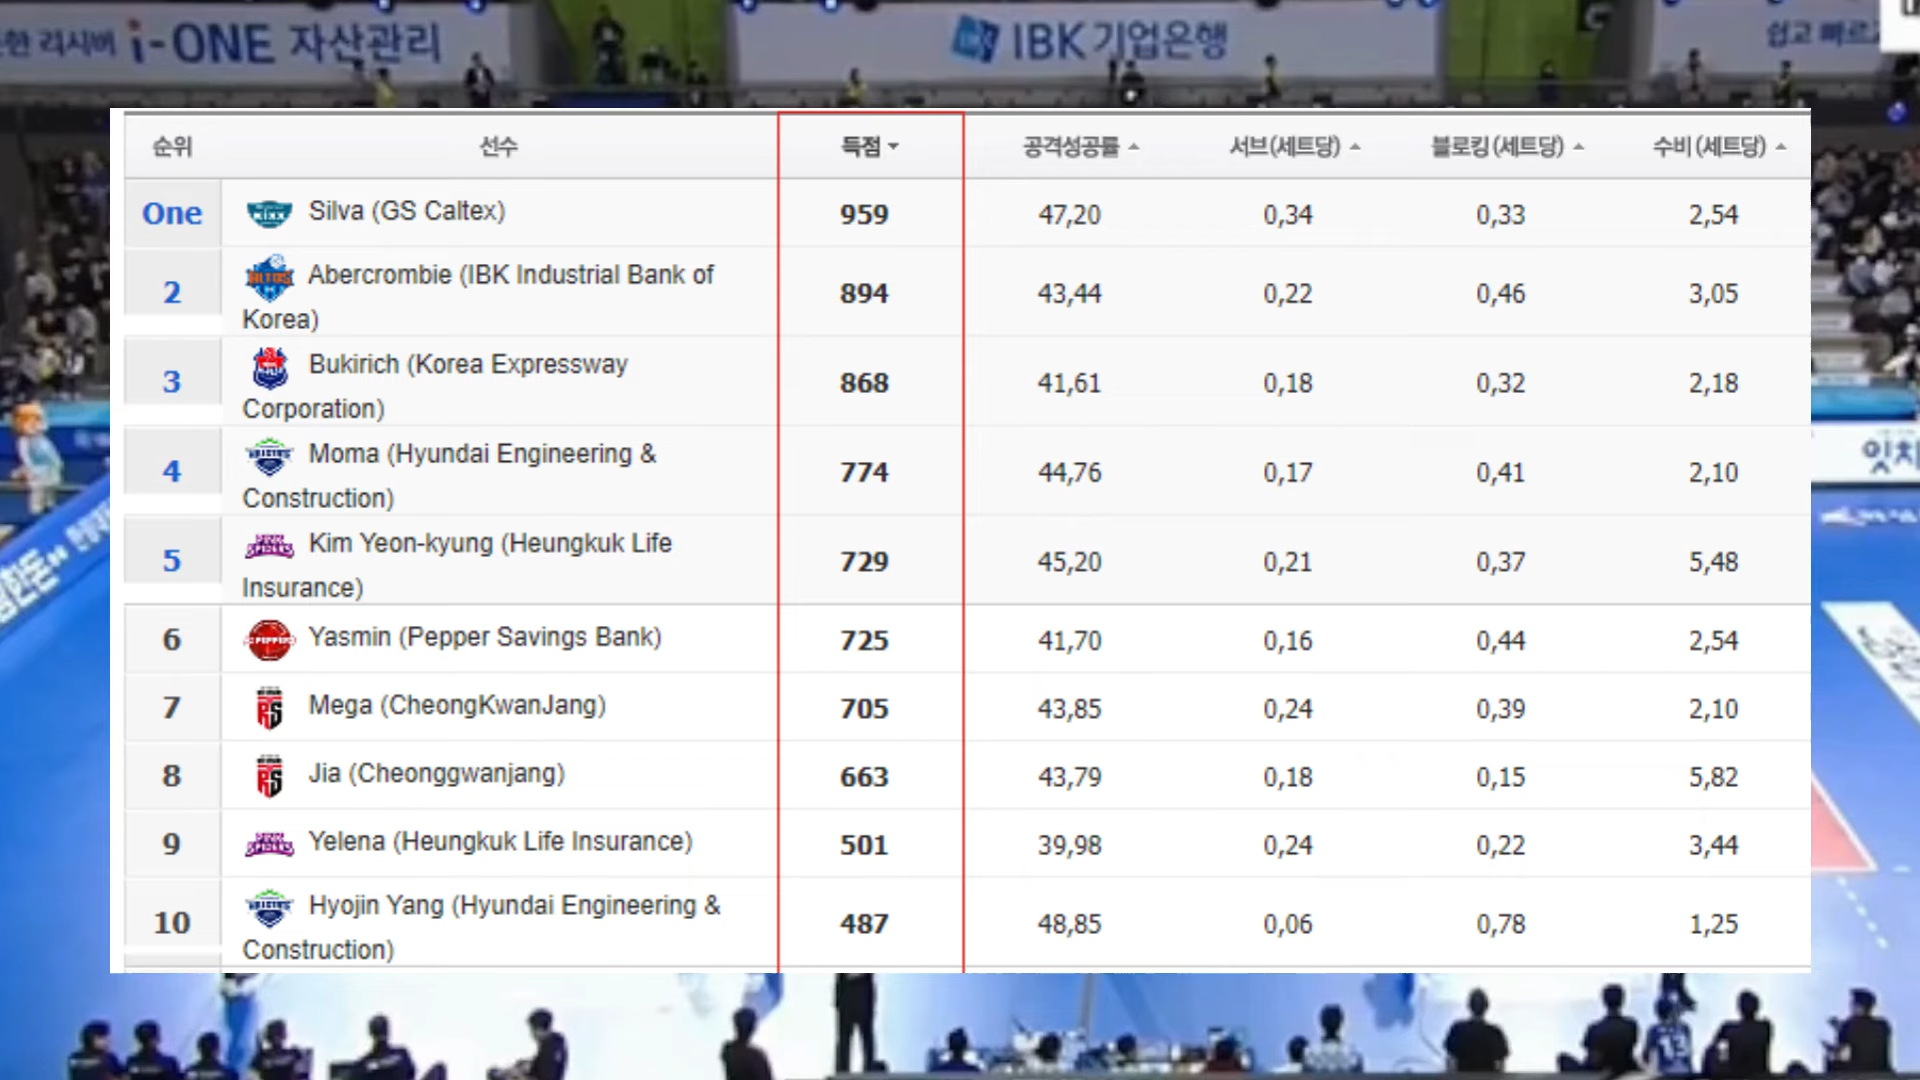 i-ONE 자산관리
IBK 기업은행
쉽고 빠르
순위 선수 득점 공격성공률 서브(세트당) 블로킹(세트당) 수비(세트당)
One Silva (GS Caltex) 959 47,20 0,34 0,33 2,54
2 Abercrombie (IBK Industrial Bank of
Korea) 894 43,44 0,22 0,46 3,05
3 Bukirich (Korea Expressway
Corporation) 868 41,61 0,18 0,32 2,18
4 Moma (Hyundai Engineering &
Construction) 774 44,76 0,17 0,41 2,10
5 Kim Yeon-kyung (Heungkuk Life
Insurance) 729 45,20 0,21 0,37 5,48
6 Yasmin (Pepper Savings Bank) 725 41,70 0,16 0,44 2,54
7 Mega (CheongKwanJang) 705 43,85 0,24 0,39 2,10
8 Jia (Cheonggwanjang) 663 43,79 0,18 0,15 5,82
9 Yelena (Heungkuk Life Insurance) 501 39,98 0,24 0,22 3,44
10 Hyojin Yang (Hyundai Engineering &
Construction) 487 48,85 0,06 0,78 1,25